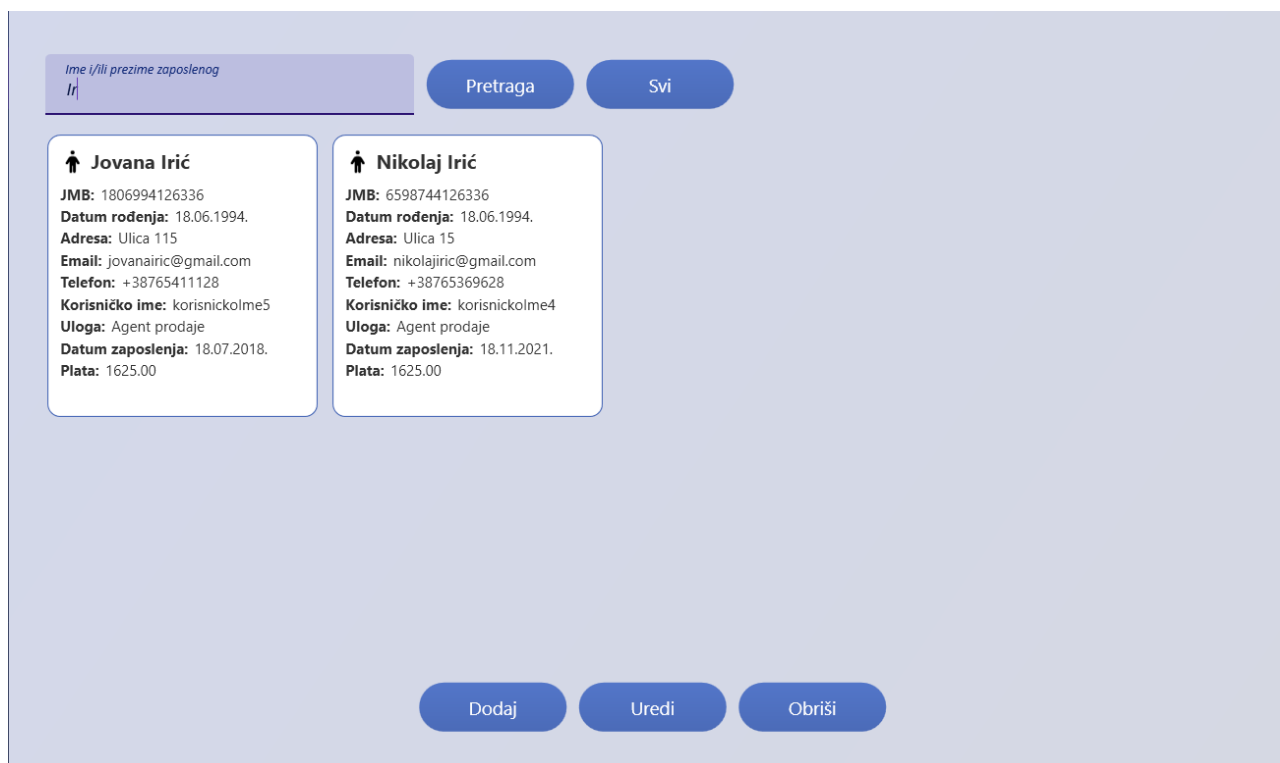 Ime i/ili prezime zaposlenog
Ir
Pretraga
Svi
Jovana Irić
JMB: 1806994126336
Datum rođenja: 18.06.1994.
Adresa: Ulica 115
Email: jovanairic@gmail.com
Telefon: +38765411128
Korisničko ime: korisnickoIme5
Uloga: Agent prodaje
Datum zaposlenja: 18.07.2018.
Plata: 1625.00
Nikolaj Irić
JMB: 6598744126336
Datum rođenja: 18.06.1994.
Adresa: Ulica 15
Email: nikolajiric@gmail.com
Telefon: +38765369628
Korisničko ime: korisnickoIme4
Uloga: Agent prodaje
Datum zaposlenja: 18.11.2021.
Plata: 1625.00
Dodaj
Uredi
Obriši